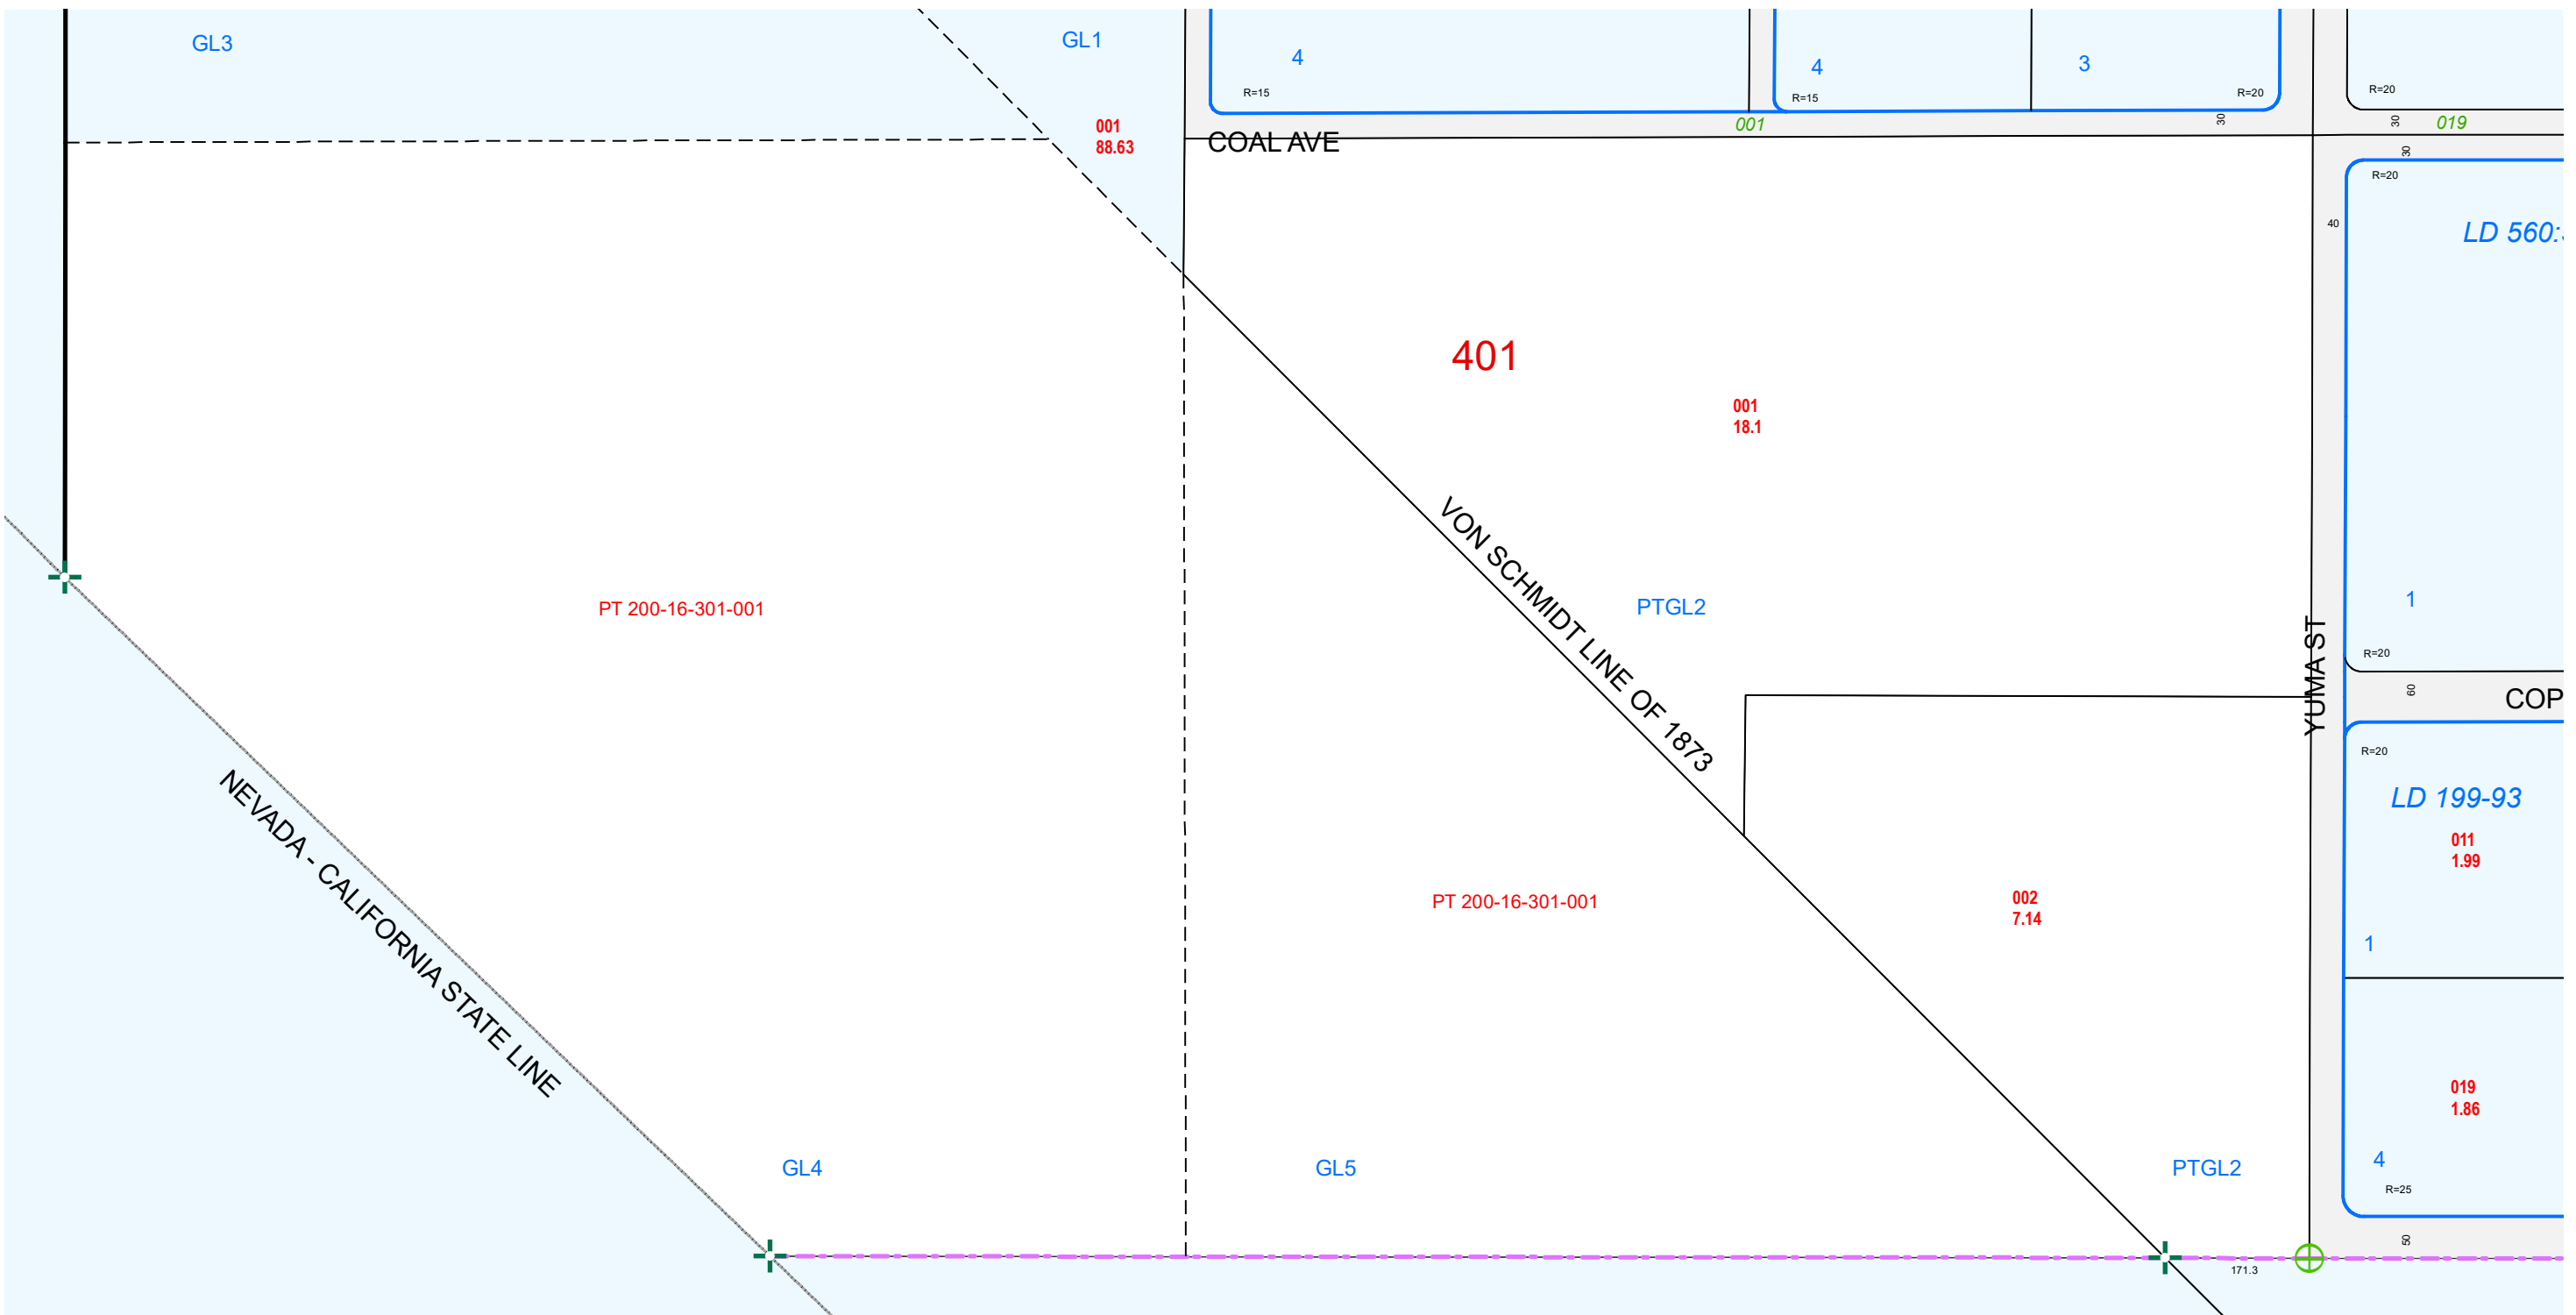 GL3
GL1
4
4
3
R=15
R=15
R=20
R=20
001
88.63
COAL AVE
001
30
30
019
30
R=20
40
LD 560:
401
001
18.1
VON SCHMIDT LINE OF 1873
PT 200-16-301-001
PTGL2
1
YUMA ST
R=20
60
COP
R=20
NEVADA - CALIFORNIA STATE LINE
LD 199-93
011
1.99
PT 200-16-301-001
002
7.14
1
019
1.86
GL4
GL5
PTGL2
4
R=25
50
171.3